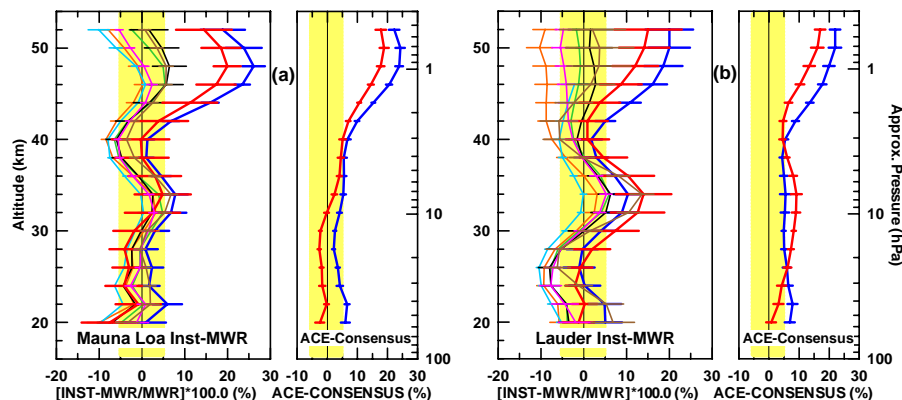 50
40
30
20
Altitude (km)
(a)
Mauna Loa Inst-MWR
-20 -10 0 10 20 30
[INST-MWR/MWR]*100.0 (%)
1
10
100
ACE-Consensus
-10 0 10 20 30
ACE-CONSENSUS (%)
50
40
30
20
(b)
Lauder Inst-MWR
-20 -10 0 10 20 30
[INST-MWR/MWR]*100.0 (%)
1
10
100
Approx. Pressure (hPa)
ACE-Consensus
-10 0 10 20 30
ACE-CONSENSUS (%)